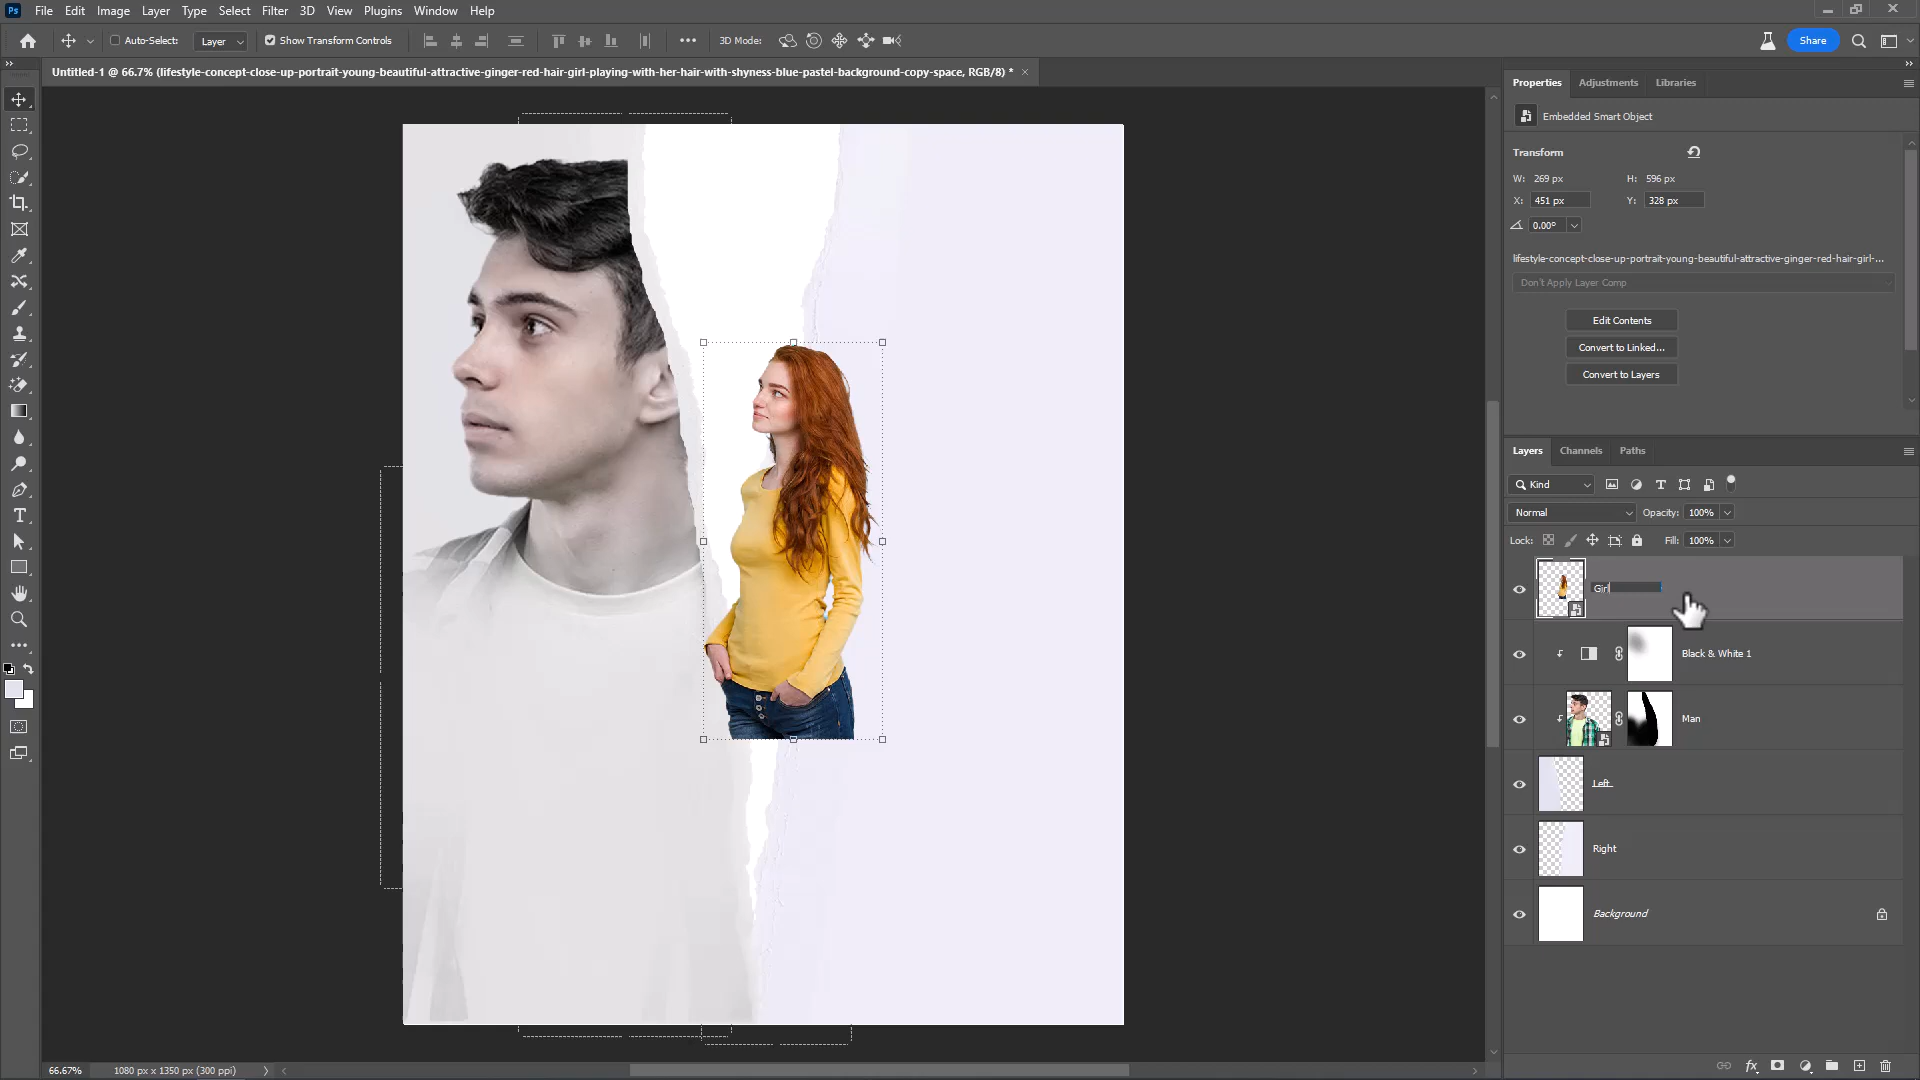 Ps File Edit Image Layer Type Select Filter 3D View Plugins Window Help
Auto-Select: Layer Show Transform Controls 3D Mode: Share
Untitled-1 @ 66.7% (lifestyle-concept-close-up-portrait-young-beautiful-attractive-ginger-red-hair-girl-playing-with-her-hair-with-shyness-blue-pastel-background-copy-space, RGB/8) *
Properties Adjustments Libraries
Embedded Smart Object
Transform
W: 269 px H: 596 px
X: 451 px Y: 328 px
0.00°
lifestyle-concept-close-up-portrait-young-beautiful-attractive-ginger-red-hair-girl-...
Don't Apply Layer Comp
Edit Contents
Convert to Linked...
Convert to Layers
Layers Channels Paths
Kind
Normal Opacity: 100%
Lock: Fill: 100%
Girl
Black & White 1
Man
Left
Right
Background
66.67% 1080 px x 1350 px (300 ppi)